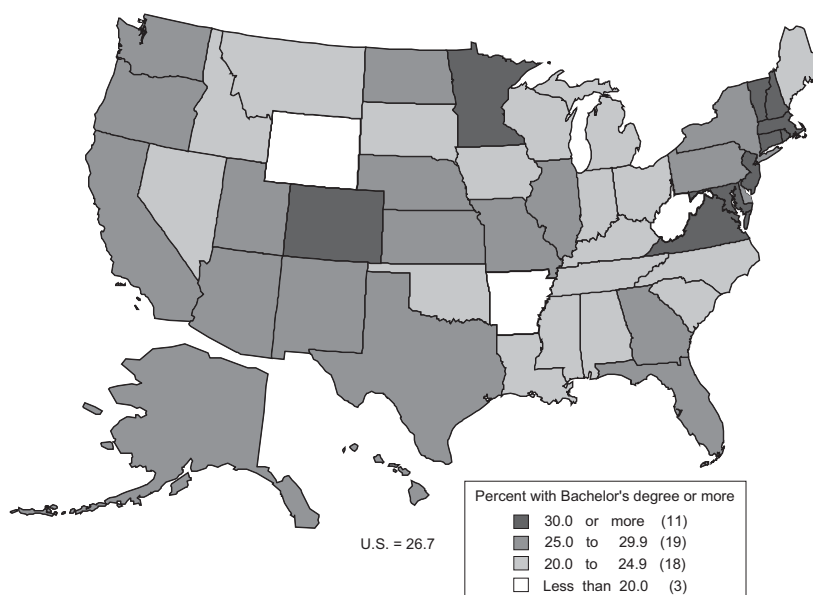 U.S. = 26.7
Percent with Bachelor's degree or more
30.0 or more (11)
25.0 to 29.9 (19)
20.0 to 24.9 (18)
Less than 20.0 (3)